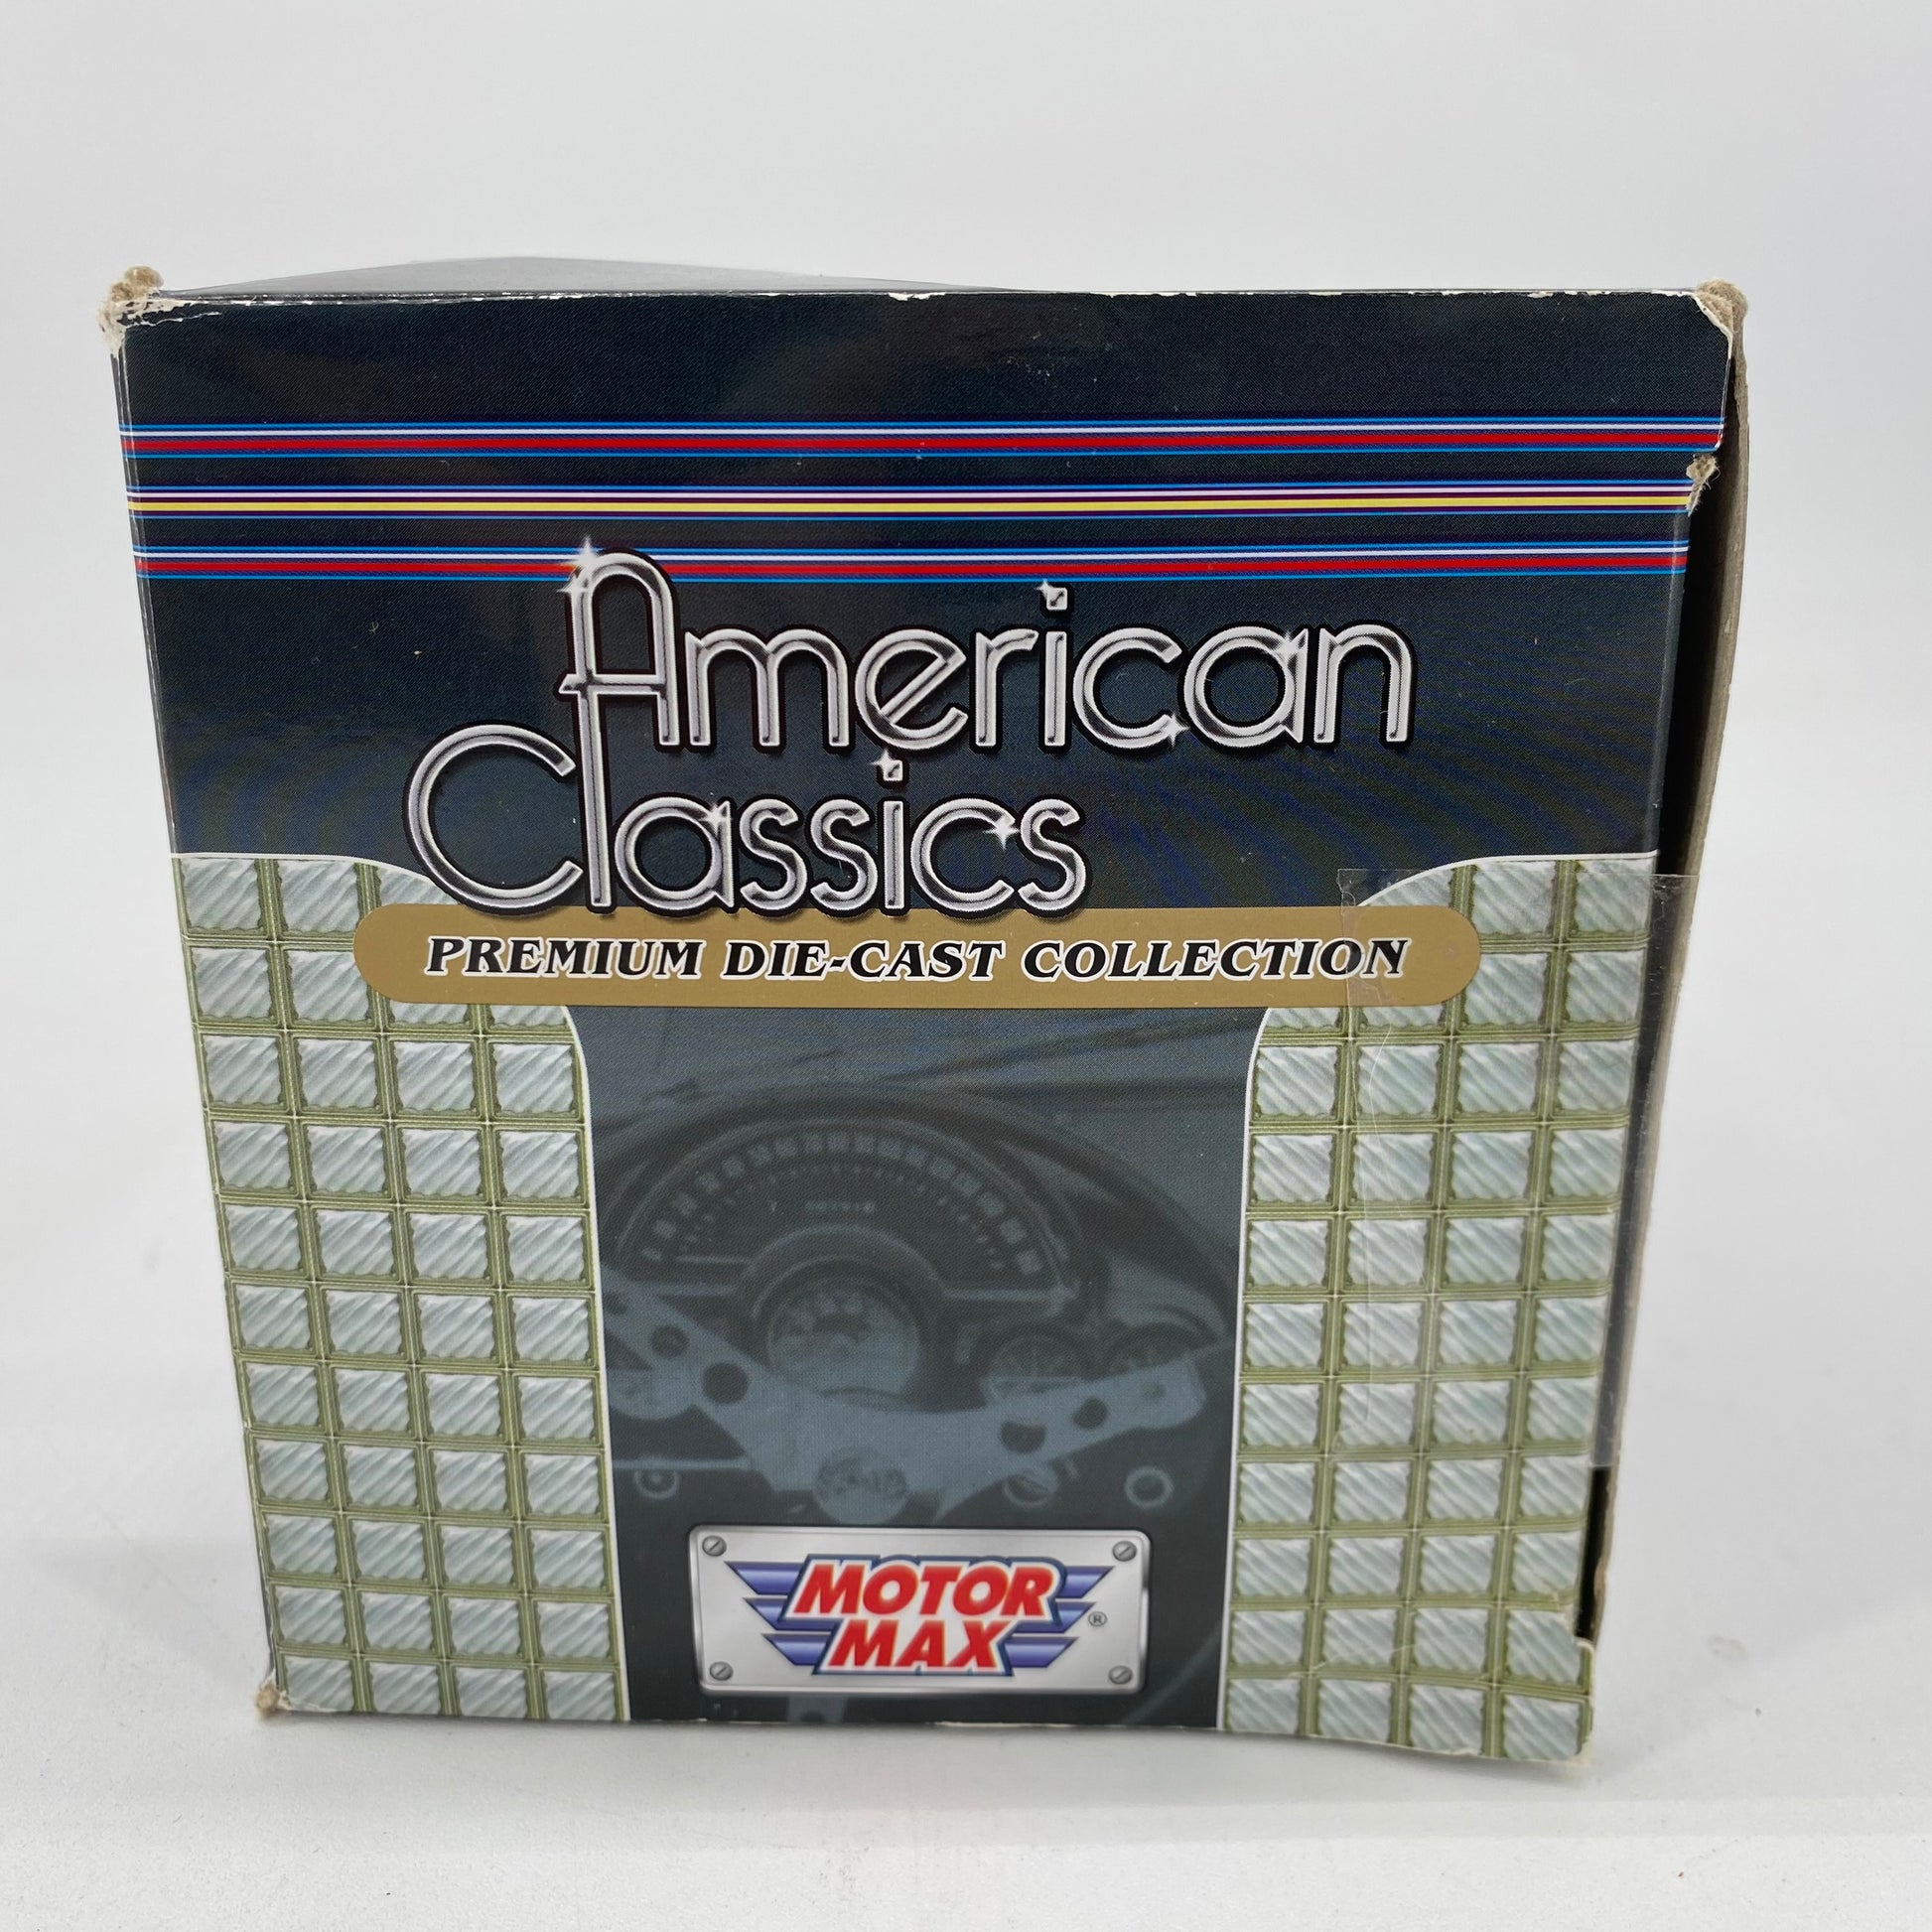 American
Classics
PREMIUM DIE-CAST COLLECTION
MOTOR
MAX
®